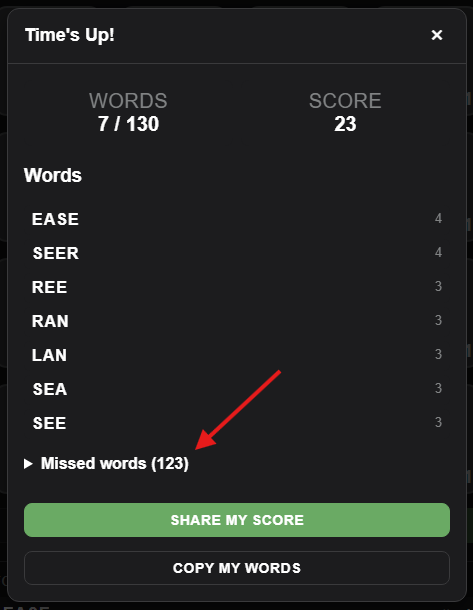 Time's Up! ×
WORDS SCORE
7 / 130 23
Words
EASE 4
SEER 4
REE 3
RAN 3
LAN 3
SEA 3
SEE 3
▶ Missed words (123)
SHARE MY SCORE
COPY MY WORDS
EASE